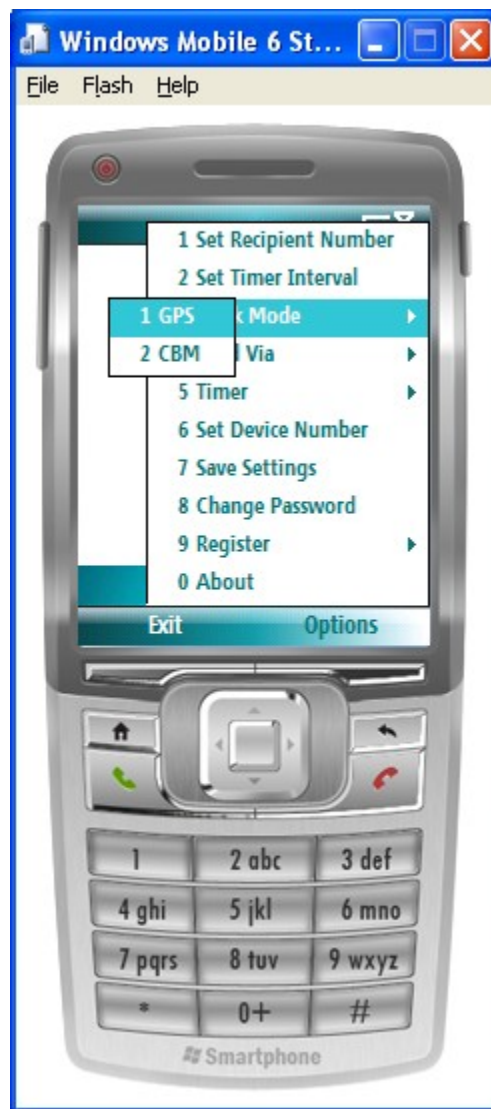 Windows Mobile 6 St...
File Flash Help
1 Set Recipient Number
2 Set Timer Interval
1 GPS
k Mode
2 CBM
Via
5 Timer
6 Set Device Number
7 Save Settings
8 Change Password
9 Register
0 About
Exit Options
1 2 abc 3 def
4 ghi 5 jkl 6 mno
7 pqrs 8 tuv 9 wxyz
* 0+ #
Smartphone